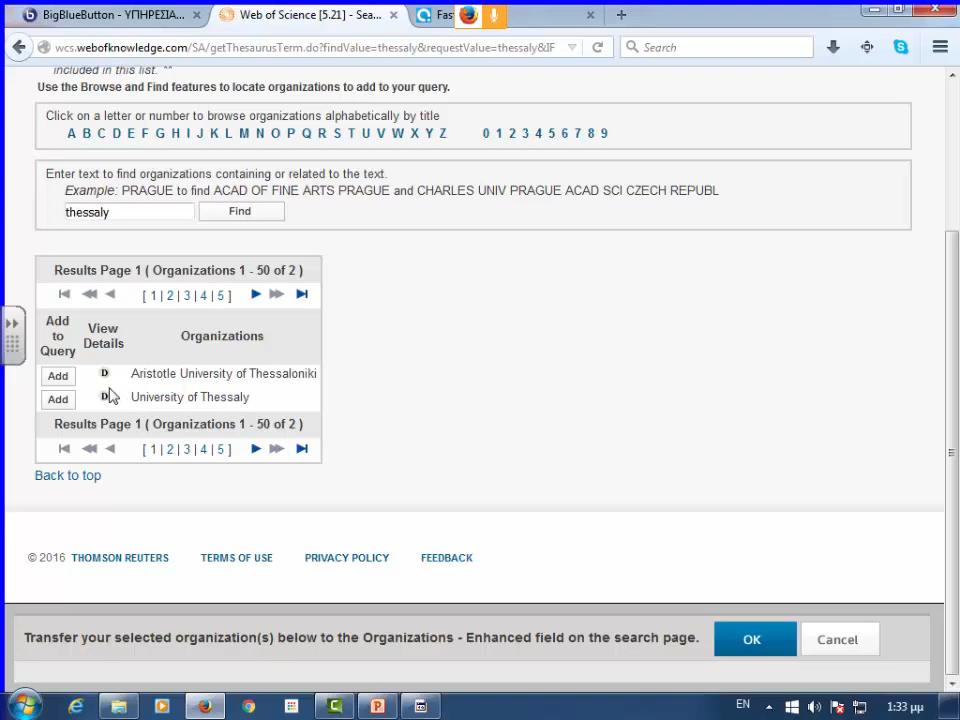 BigBlueButton - ΥΠΗΡΕΣΙΑ...
Web of Science [5.21] - Sea...
Fas
wcs.webofknowledge.com/SA/getThesaurusTerm.do?findValue=thessaly&requestValue=thessaly&IF
Search
included in this list. **
Use the Browse and Find features to locate organizations to add to your query.
Click on a letter or number to browse organizations alphabetically by title
A B C D E F G H I J K L M N O P Q R S T U V W X Y Z 0 1 2 3 4 5 6 7 8 9
Enter text to find organizations containing or related to the text.
Example: PRAGUE to find ACAD OF FINE ARTS PRAGUE and CHARLES UNIV PRAGUE ACAD SCI CZECH REPUBL
thessaly Find
Results Page 1 ( Organizations 1 - 50 of 2 )
[ 1 | 2 | 3 | 4 | 5 ]
Add to Query View Details Organizations
Add D Aristotle University of Thessaloniki
Add D University of Thessaly
Results Page 1 ( Organizations 1 - 50 of 2 )
[ 1 | 2 | 3 | 4 | 5 ]
Back to top
© 2016 THOMSON REUTERS TERMS OF USE PRIVACY POLICY FEEDBACK
Transfer your selected organization(s) below to the Organizations - Enhanced field on the search page. OK Cancel
EN 1:33 μμ